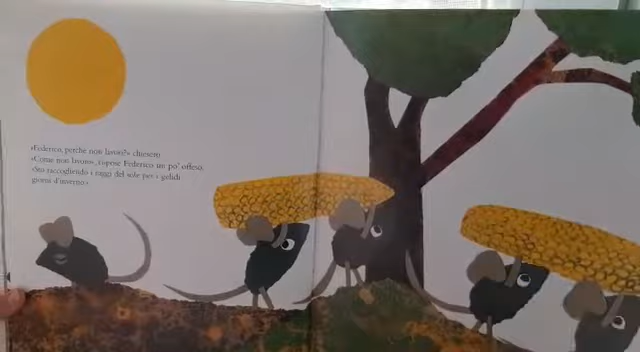 «Federico, perché non lavori?» chiesero.
«Come non lavoro», rispose Federico un po' offeso.
«Sto raccogliendo i raggi del sole per i gelidi
giorni d'inverno».